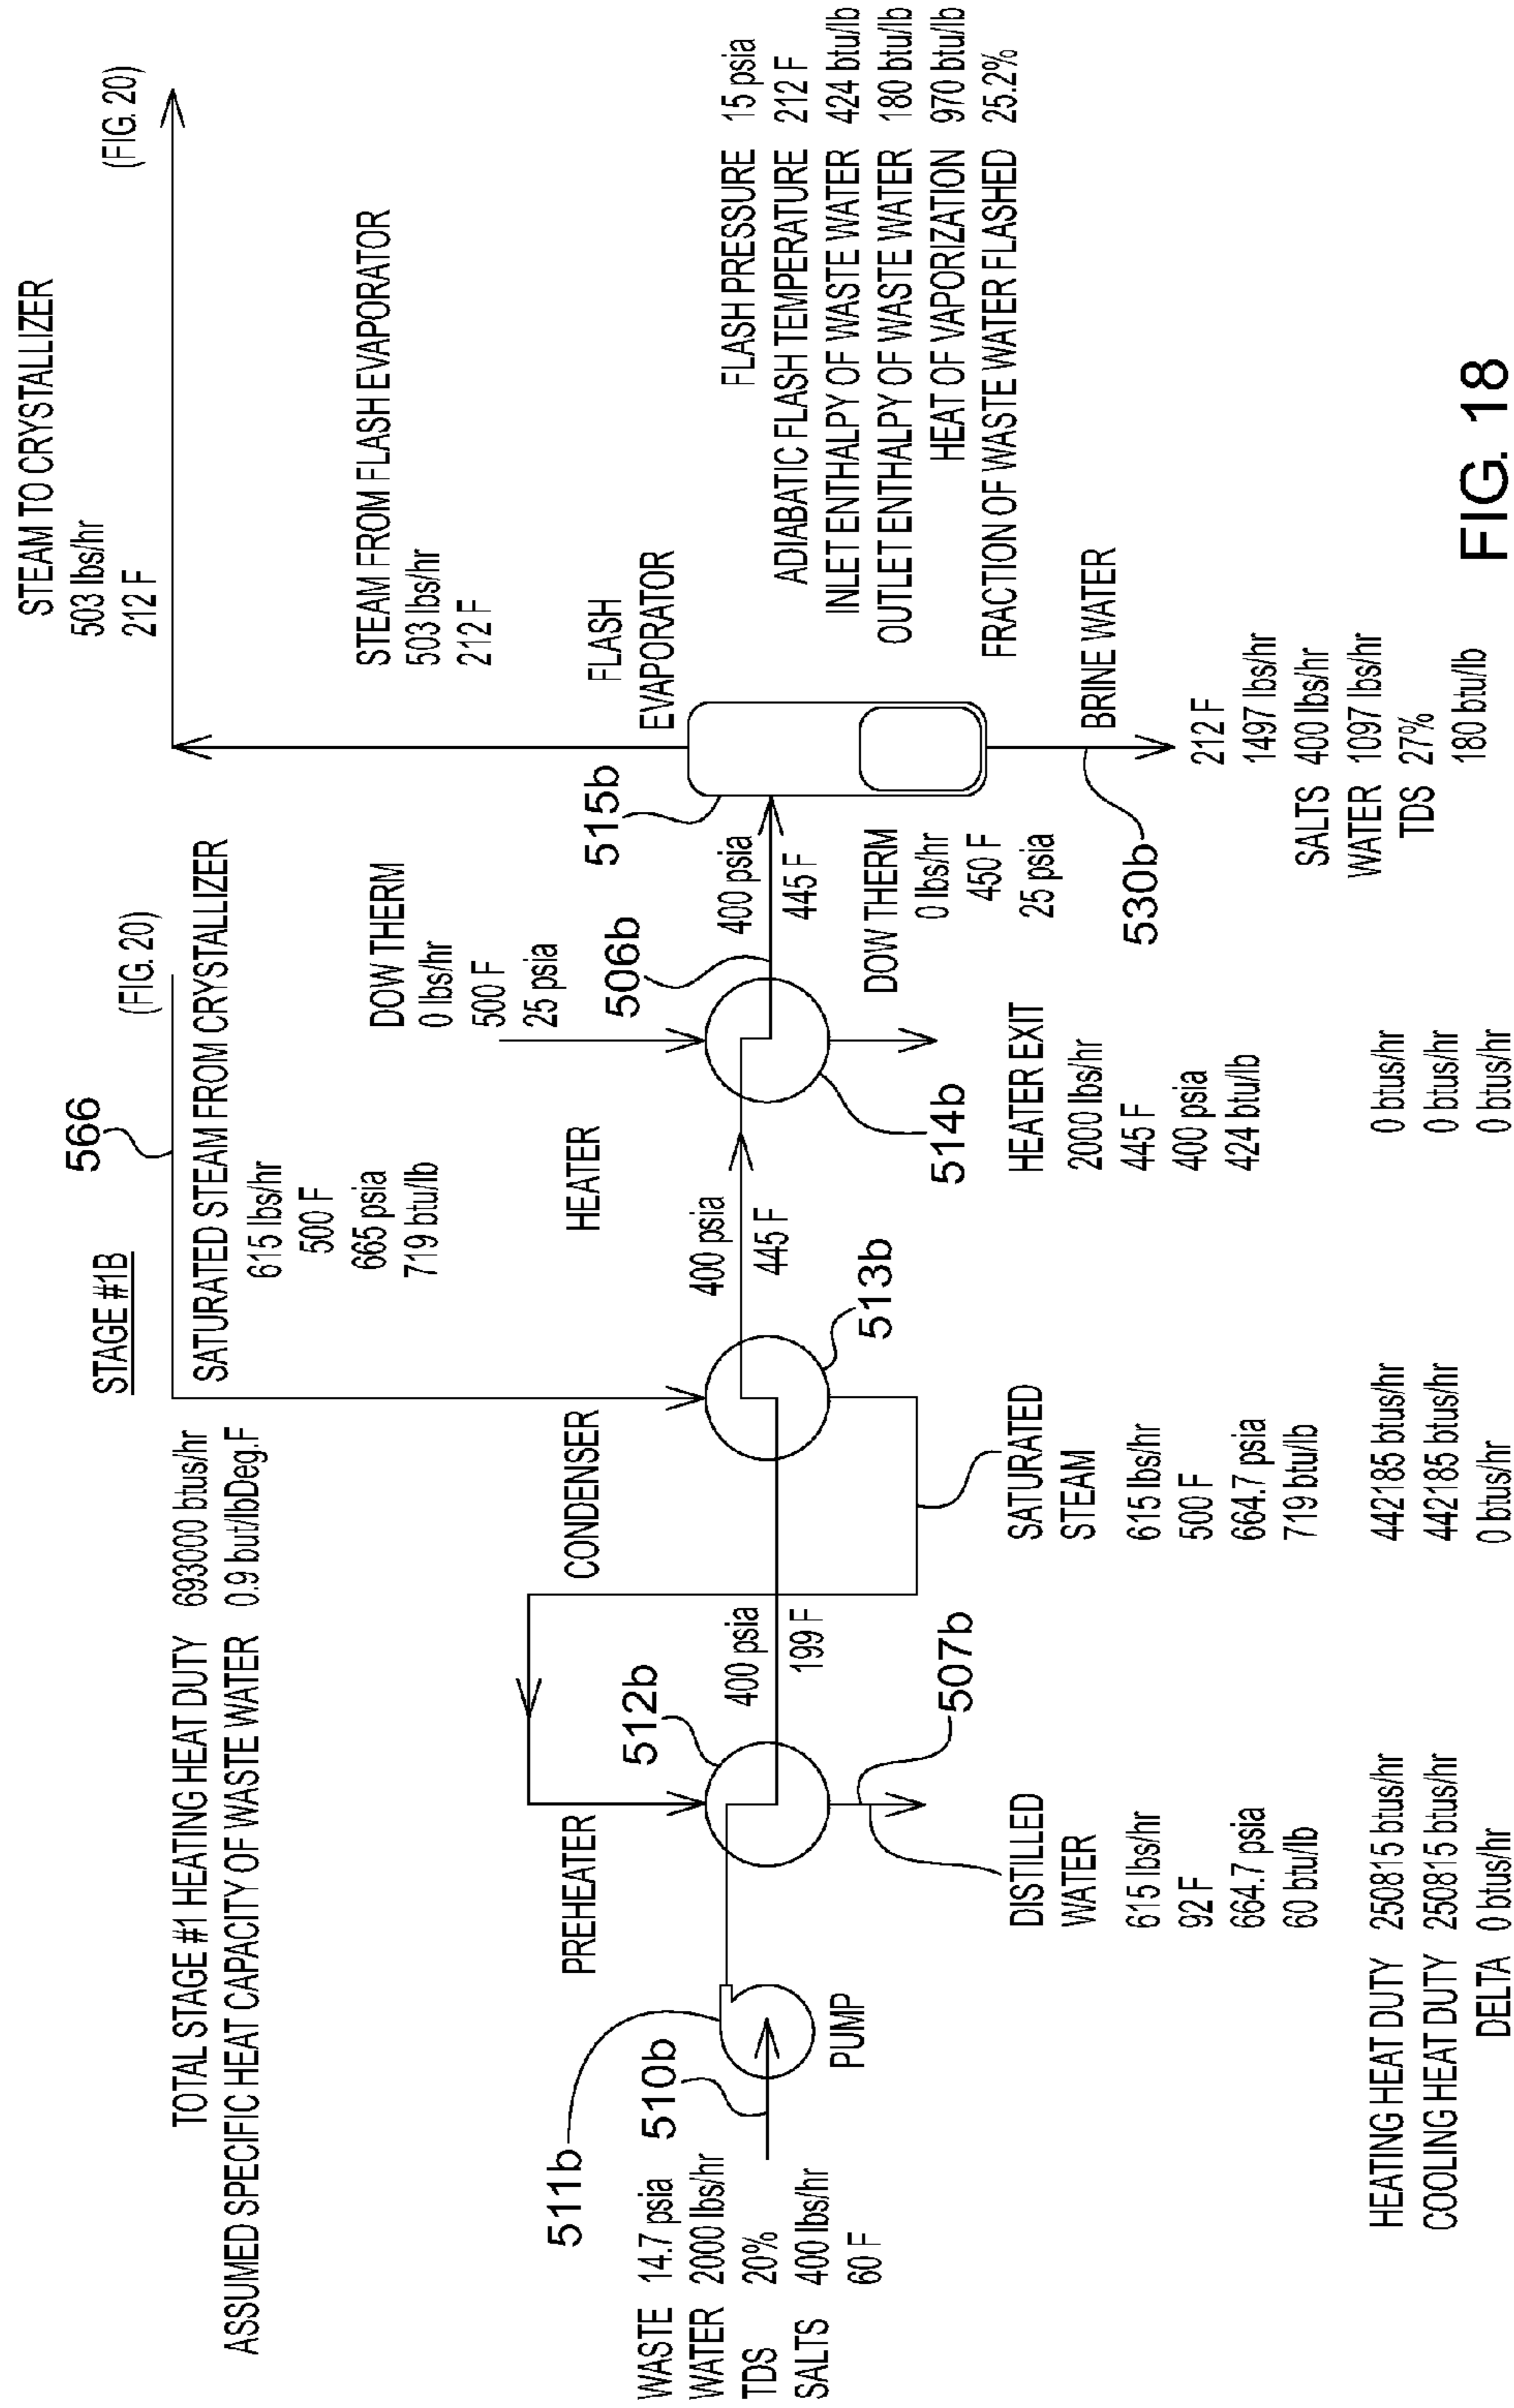 STAGE #1B
566
(FIG. 20)
(FIG. 20)
STEAM TO CRYSTALLIZER
503 lbs/hr
212 F
TOTAL STAGE #1 HEATING HEAT DUTY 693000 btus/hr
ASSUMED SPECIFIC HEAT CAPACITY OF WASTE WATER 0.9 but/lbDeg.F
SATURATED STEAM FROM CRYSTALLIZER
615 lbs/hr
500 F
665 psia
719 btu/lb
STEAM FROM FLASH EVAPORATOR
503 lbs/hr
212 F
DOW THERM
0 lbs/hr
500 F
25 psia
511b
510b
PREHEATER
512b
CONDENSER
HEATER
506b
515b
FLASH
EVAPORATOR
WASTE 14.7 psia
WATER 2000 lbs/hr
TDS 20%
SALTS 400 lbs/hr
60 F
PUMP
400 psia
199 F
400 psia
445 F
400 psia
445 F
507b
513b
514b
DOW THERM
0 lbs/hr
450 F
25 psia
530b
FLASH PRESSURE 15 psia
ADIABATIC FLASH TEMPERATURE 212 F
INLET ENTHALPY OF WASTE WATER 424 btu/lb
OUTLET ENTHALPY OF WASTE WATER 180 btu/lb
HEAT OF VAPORIZATION 970 btu/lb
FRACTION OF WASTE WATER FLASHED 25.2%
DISTILLED
WATER
615 lbs/hr
92 F
664.7 psia
60 btu/lb
SATURATED
STEAM
615 lbs/hr
500 F
664.7 psia
719 btu/lb
HEATER EXIT
2000 lbs/hr
445 F
400 psia
424 btu/lb
BRINE WATER
212 F
1497 lbs/hr
SALTS 400 lbs/hr
WATER 1097 lbs/hr
TDS 27%
180 btu/lb
HEATING HEAT DUTY 250815 btus/hr 442185 btus/hr 0 btus/hr
COOLING HEAT DUTY 250815 btus/hr 442185 btus/hr 0 btus/hr
DELTA 0 btus/hr 0 btus/hr 0 btus/hr
FIG. 18